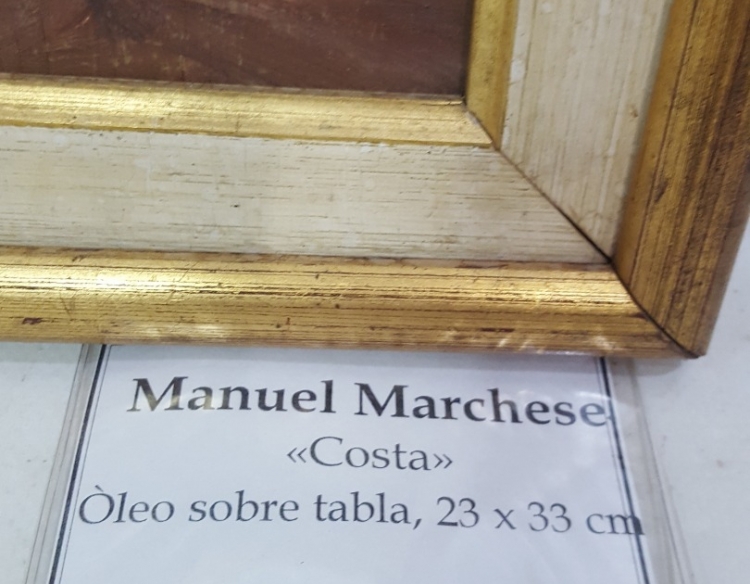 Manuel Marchese
«Costa»
Òleo sobre tabla, 23 x 33 cm